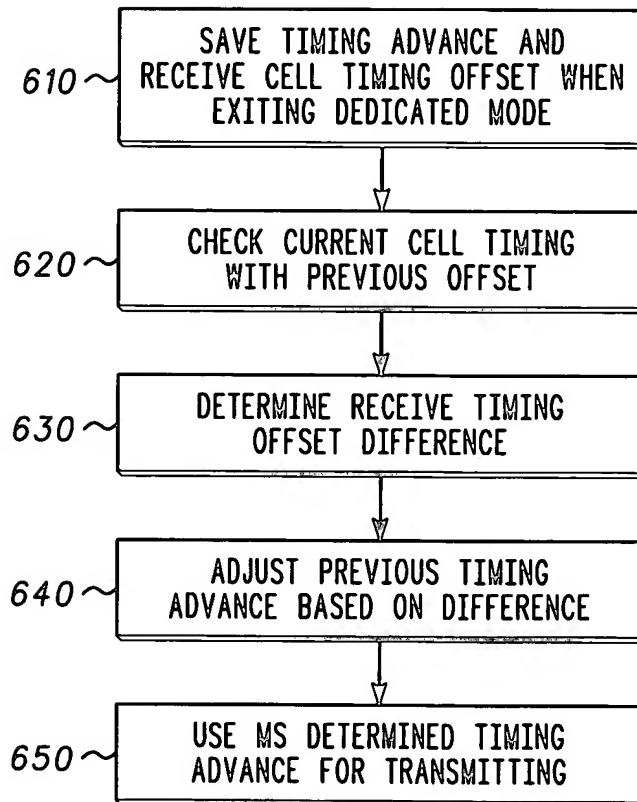 610
SAVE TIMING ADVANCE AND
RECEIVE CELL TIMING OFFSET WHEN
EXITING DEDICATED MODE
620
CHECK CURRENT CELL TIMING
WITH PREVIOUS OFFSET
630
DETERMINE RECEIVE TIMING
OFFSET DIFFERENCE
640
ADJUST PREVIOUS TIMING
ADVANCE BASED ON DIFFERENCE
650
USE MS DETERMINED TIMING
ADVANCE FOR TRANSMITTING